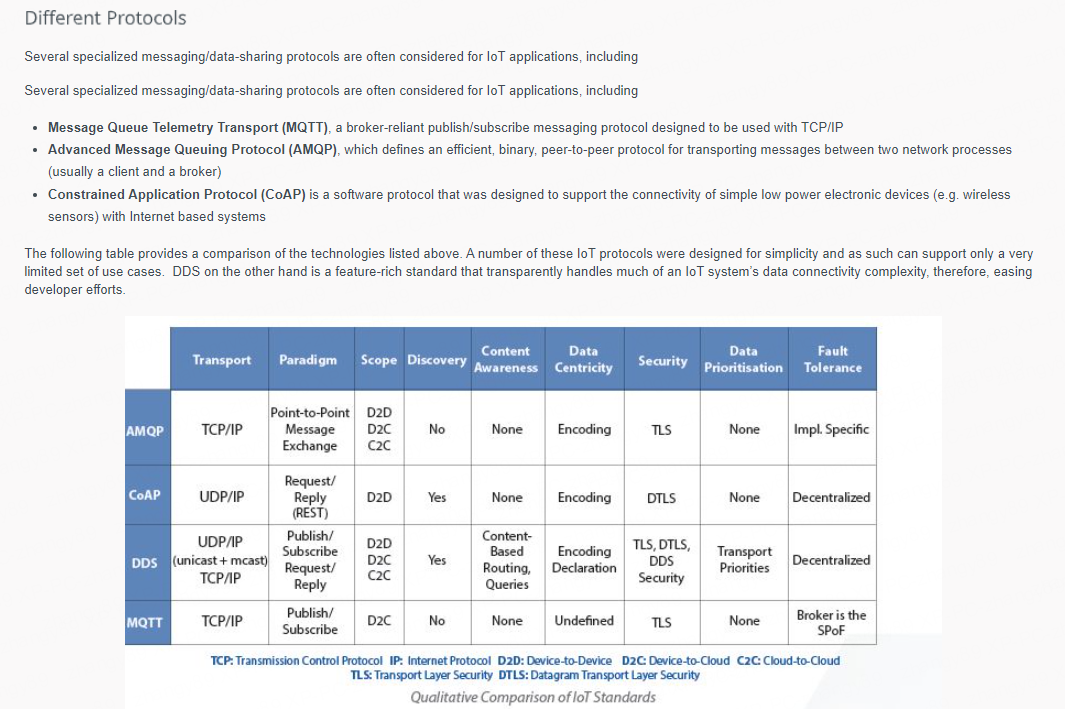 Different Protocols
Several specialized messaging/data-sharing protocols are often considered for IoT applications, including
Several specialized messaging/data-sharing protocols are often considered for IoT applications, including
• Message Queue Telemetry Transport (MQTT), a broker-reliant publish/subscribe messaging protocol designed to be used with TCP/IP
• Advanced Message Queuing Protocol (AMQP), which defines an efficient, binary, peer-to-peer protocol for transporting messages between two network processes
(usually a client and a broker)
• Constrained Application Protocol (CoAP) is a software protocol that was designed to support the connectivity of simple low power electronic devices (e.g. wireless
sensors) with Internet based systems
The following table provides a comparison of the technologies listed above. A number of these IoT protocols were designed for simplicity and as such can support only a very
limited set of use cases.  DDS on the other hand is a feature-rich standard that transparently handles much of an IoT system's data connectivity complexity, therefore, easing
developer efforts.
Transport
Paradigm
Scope
Discovery
Content
Awareness
Data
Centricity
Security
Data
Prioritisation
Fault
Tolerance
AMQP
TCP/IP
Point-to-Point
Message
Exchange
D2D
D2C
C2C
No
None
Encoding
TLS
None
Impl. Specific
CoAP
UDP/IP
Request/
Reply
(REST)
D2D
Yes
None
Encoding
DTLS
None
Decentralized
DDS
UDP/IP
(unicast + mcast)
TCP/IP
Publish/
Subscribe
Request/
Reply
D2D
D2C
C2C
Yes
Content-
Based
Routing,
Queries
Encoding
Declaration
TLS, DTLS,
DDS
Security
Transport
Priorities
Decentralized
MQTT
TCP/IP
Publish/
Subscribe
D2C
No
None
Undefined
TLS
None
Broker is the
SPoF
TCP: Transmission Control Protocol IP: Internet Protocol D2D: Device-to-Device D2C: Device-to-Cloud C2C: Cloud-to-Cloud
TLS: Transport Layer Security DTLS: Datagram Transport Layer Security
Qualitative Comparison of IoT Standards